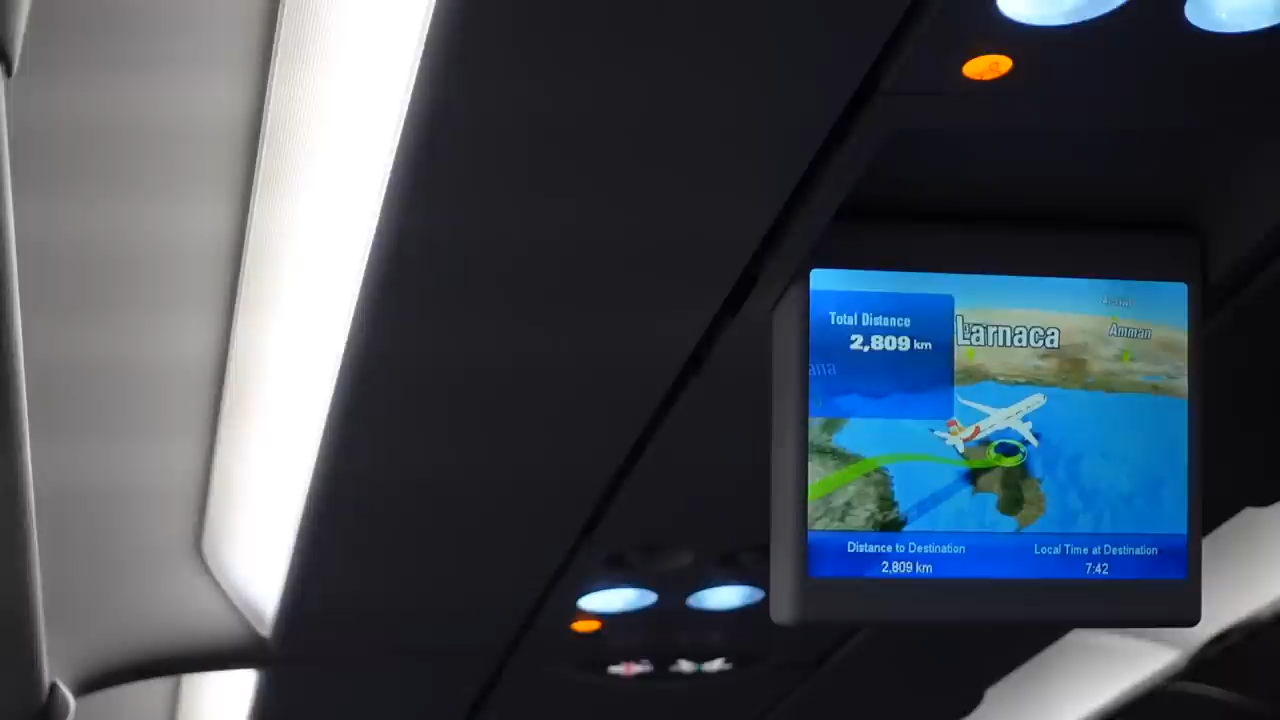 Total Distance
2,809 km
Larnaca
Amman
Distance to Destination
2,809 km
Local Time at Destination
7:42